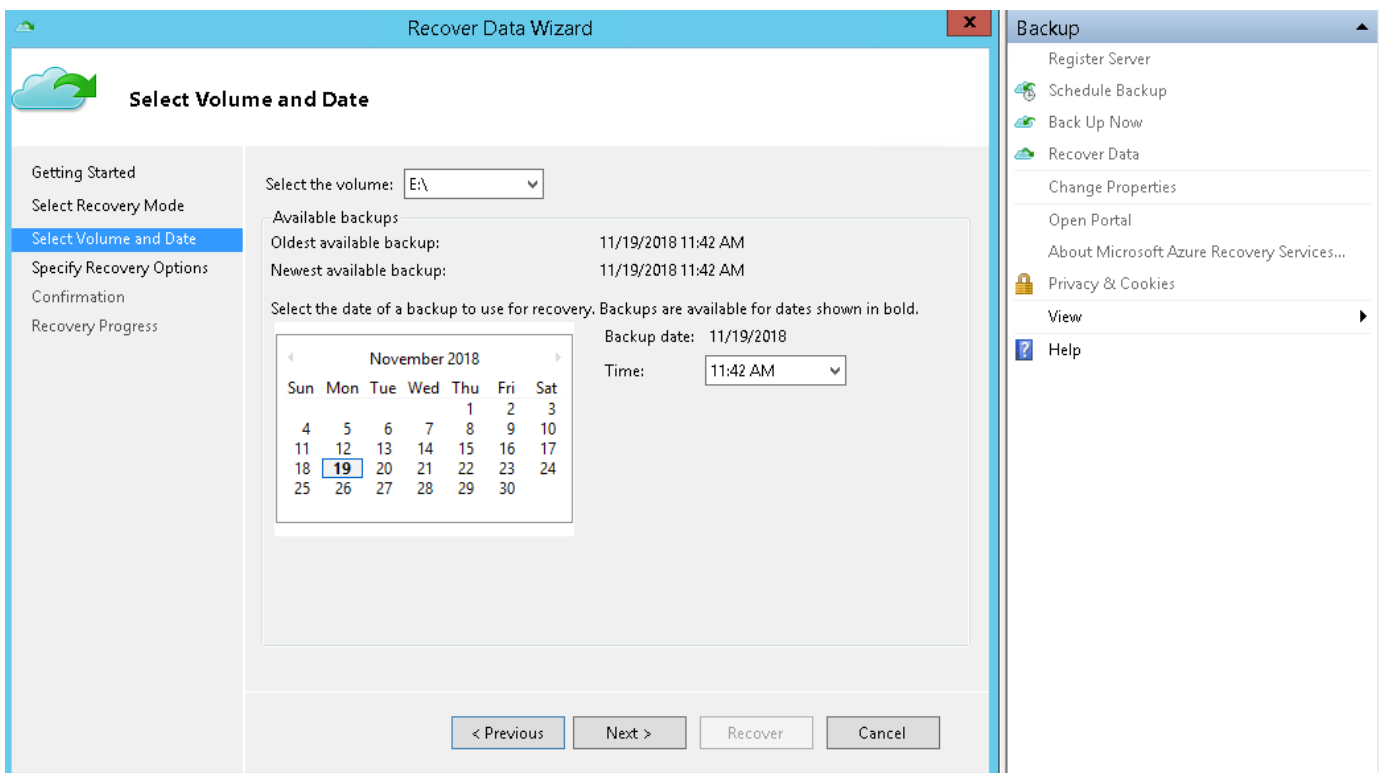 Recover Data Wizard
x
Select Volume and Date
Getting Started
Select Recovery Mode
Select Volume and Date
Specify Recovery Options
Confirmation
Recovery Progress
Select the volume: E:\
Available backups
Oldest available backup: 11/19/2018 11:42 AM
Newest available backup: 11/19/2018 11:42 AM
Select the date of a backup to use for recovery. Backups are available for dates shown in bold.
November 2018
Sun Mon Tue Wed Thu Fri Sat
1 2 3
4 5 6 7 8 9 10
11 12 13 14 15 16 17
18 19 20 21 22 23 24
25 26 27 28 29 30
Backup date: 11/19/2018
Time: 11:42 AM
< Previous Next > Recover Cancel
Backup
Register Server
Schedule Backup
Back Up Now
Recover Data
Change Properties
Open Portal
About Microsoft Azure Recovery Services...
Privacy & Cookies
View
? Help